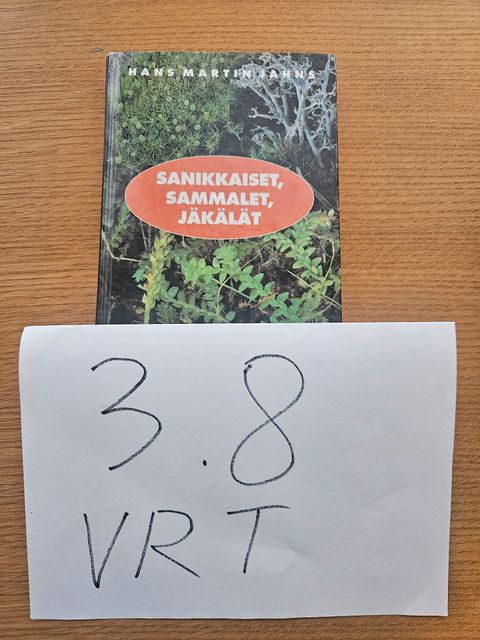 HANS MARTIN JAHNS
SANIKKAISET,
SAMMALET,
JÄKÄLÄT
3.8
VRT